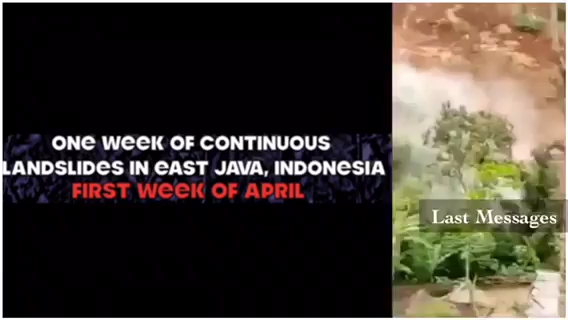 ONE WEEK OF CONTINUOUS
LANDSLIDES IN EAST JAVA, INDONESIA
FIRST WEEK OF APRIL
Last Messages